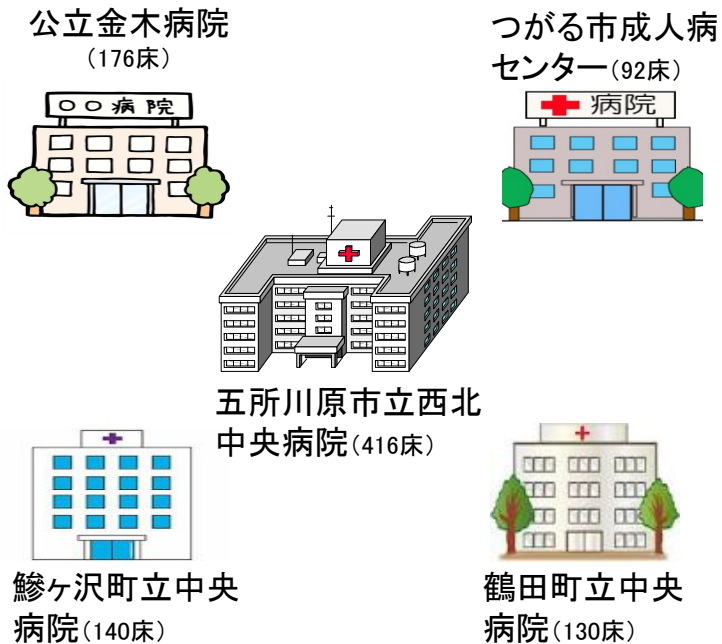 公立金木病院
（176床）
つがる市成人病
センター（92床）
〇〇病院
病院
五所川原市立西北
中央病院（416床）
鰺ヶ沢町立中央
病院（140床）
鶴田町立中央
病院（130床）